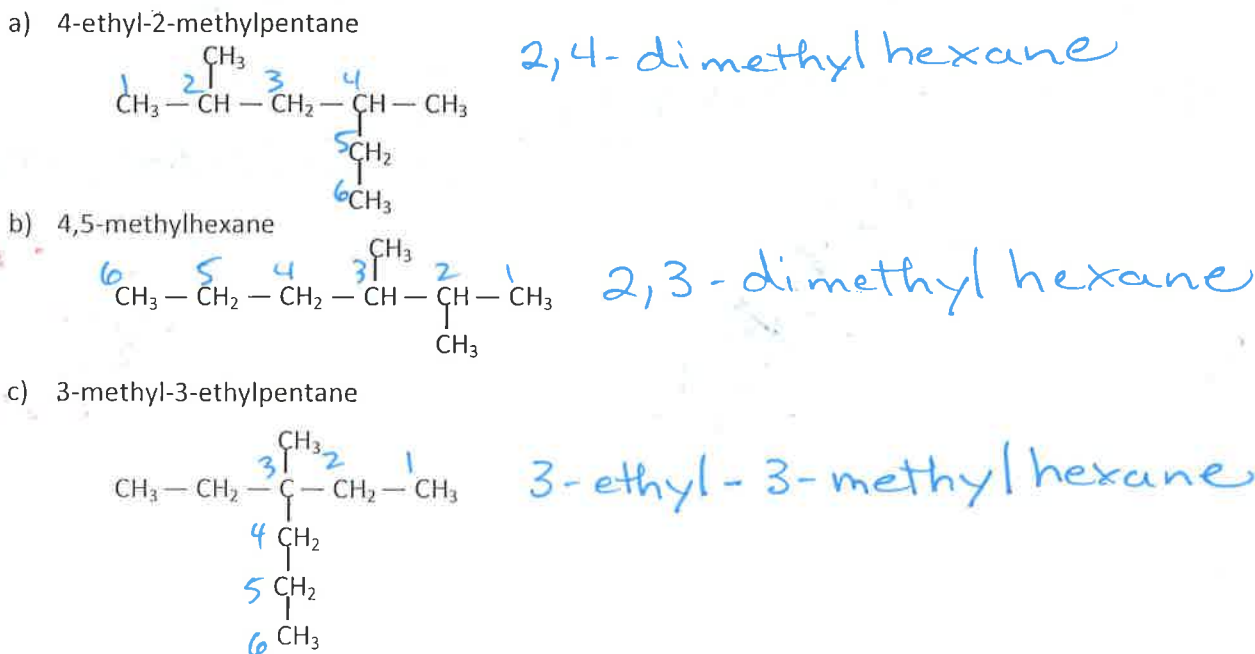 a) 4-ethyl-2-methylpentane
2,4-dimethylhexane
CH₃
1 2 3 4
CH₃ — CH — CH₂ — CH — CH₃
5 CH₂
6 CH₃
b) 4,5-methylhexane
CH₃
6 5 4 3 2 1
CH₃ — CH₂ — CH₂ — CH — CH — CH₃
2,3-dimethylhexane
CH₃
c) 3-methyl-3-ethylpentane
CH₃
3 2 1
CH₃ — CH₂ — C — CH₂ — CH₃
3-ethyl-3-methylhexane
4 CH₂
5 CH₂
6 CH₃